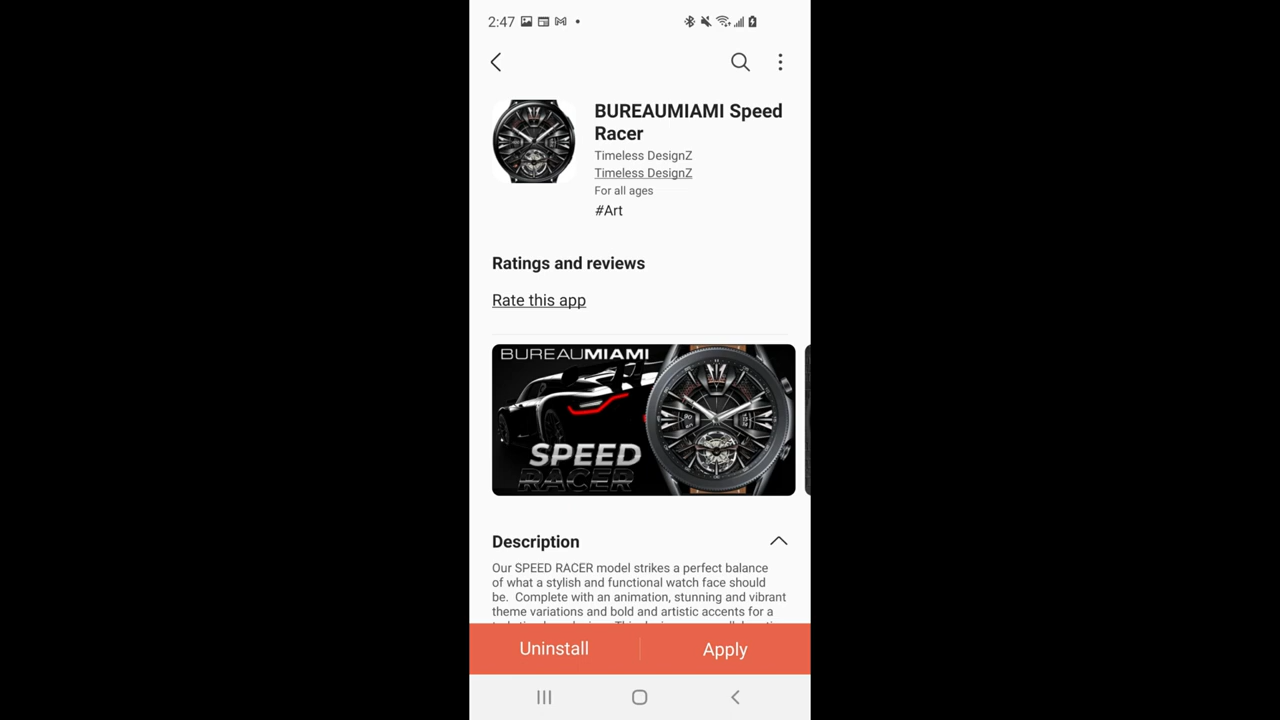 2:47
BUREAUMIAMI Speed
Racer
Timeless DesignZ
Timeless DesignZ
For all ages
#Art
Ratings and reviews
Rate this app
BUREAUMIAMI
SPEED
RACER
Description
Our SPEED RACER model strikes a perfect balance
of what a stylish and functional watch face should
be. Complete with an animation, stunning and vibrant
theme variations and bold and artistic accents for a
Uninstall
Apply